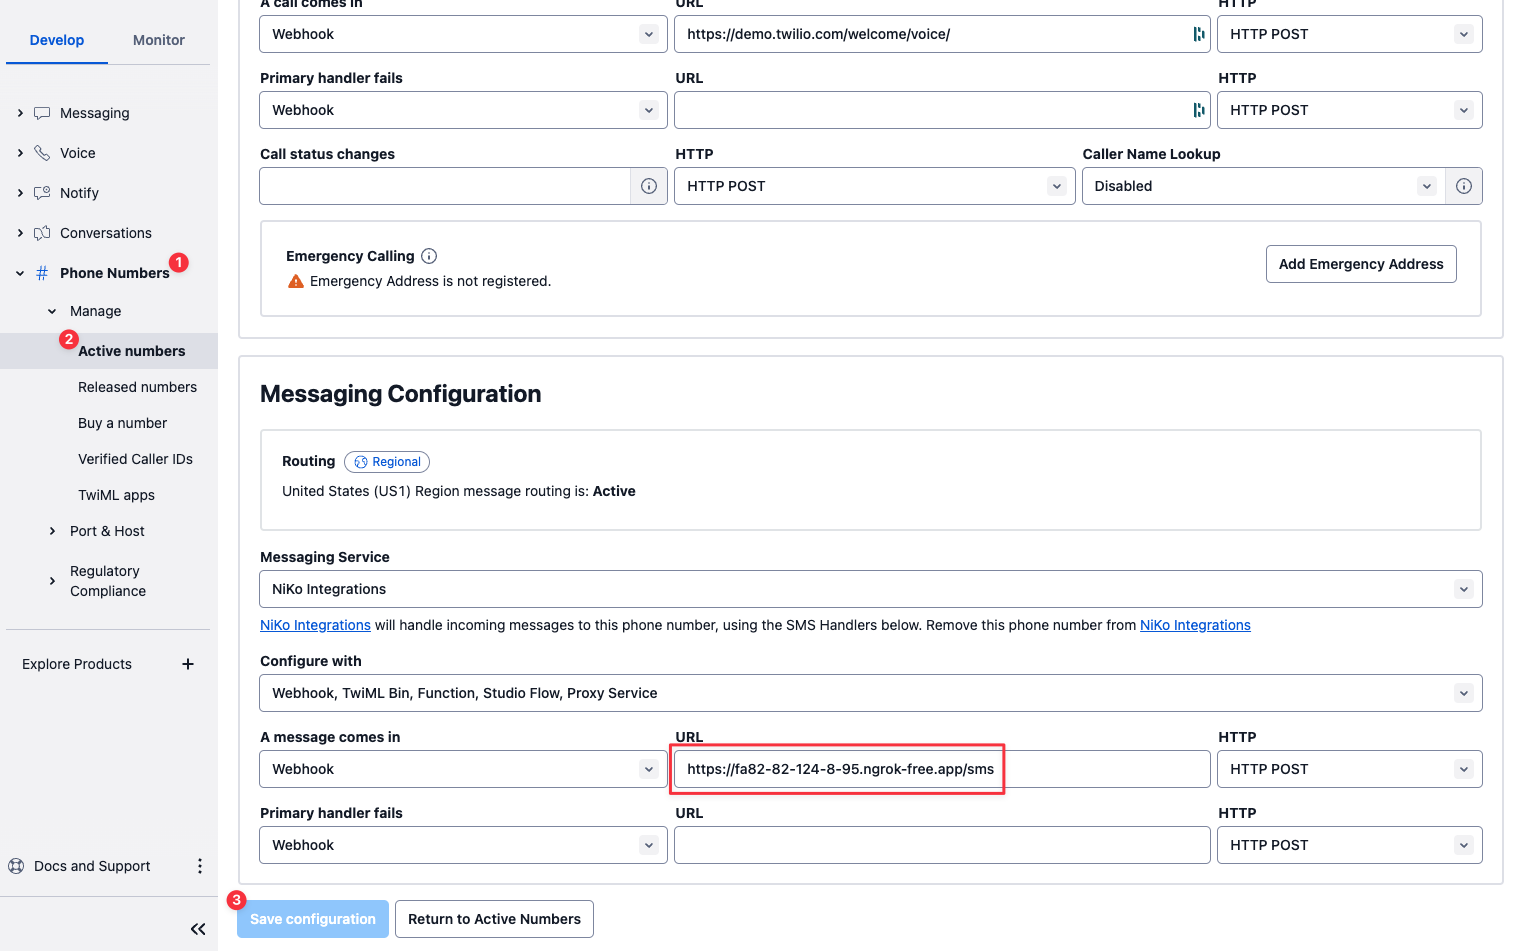 Develop Monitor
Messaging
Voice
Notify
Conversations
# Phone Numbers 1
Manage
2 Active numbers
Released numbers
Buy a number
Verified Caller IDs
TwiML apps
Port & Host
Regulatory
Compliance
Explore Products +
Docs and Support
A call comes in URL HTTP
Webhook https://demo.twilio.com/welcome/voice/ HTTP POST
Primary handler fails URL HTTP
Webhook HTTP POST
Call status changes HTTP Caller Name Lookup
HTTP POST Disabled
Emergency Calling
Emergency Address is not registered.
Add Emergency Address
Messaging Configuration
Routing Regional
United States (US1) Region message routing is: Active
Messaging Service
NiKo Integrations
NiKo Integrations will handle incoming messages to this phone number, using the SMS Handlers below. Remove this phone number from NiKo Integrations
Configure with
Webhook, TwiML Bin, Function, Studio Flow, Proxy Service
A message comes in URL HTTP
Webhook https://fa82-82-124-8-95.ngrok-free.app/sms HTTP POST
Primary handler fails URL HTTP
Webhook HTTP POST
3 Save configuration Return to Active Numbers